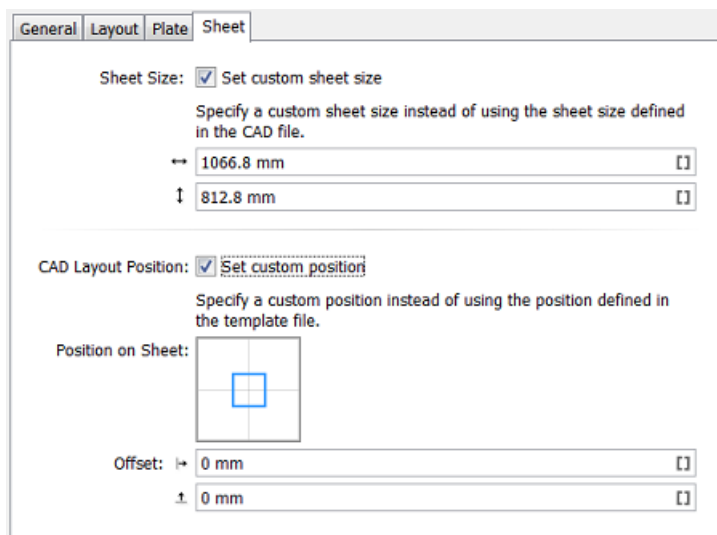 General Layout Plate Sheet
Sheet Size: Set custom sheet size
Specify a custom sheet size instead of using the sheet size defined
in the CAD file.
1066.8 mm
812.8 mm
CAD Layout Position: Set custom position
Specify a custom position instead of using the position defined in
the template file.
Position on Sheet:
Offset: 0 mm
0 mm